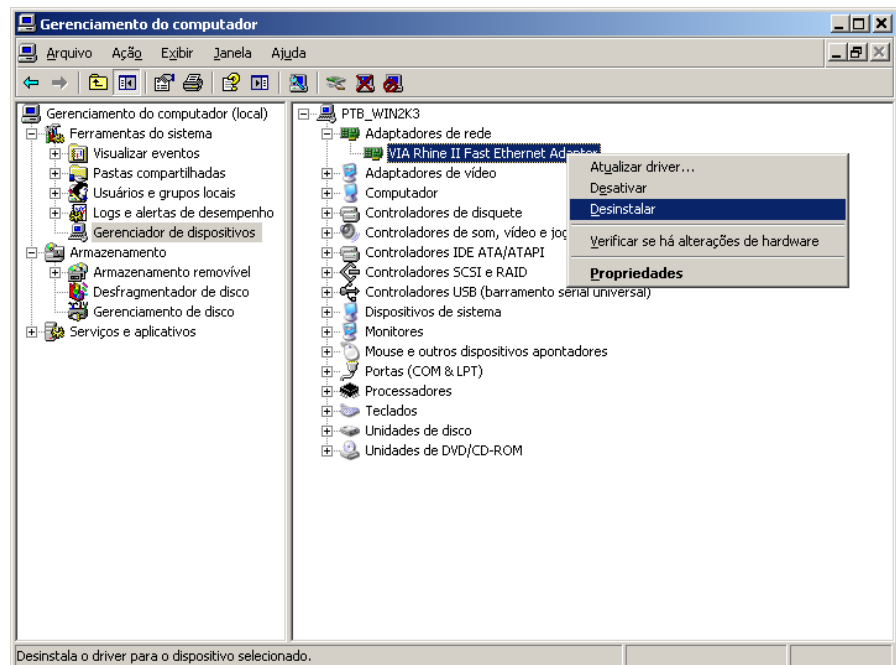 Gerenciamento do computador
Arquivo Ação Exibir Janela Ajuda
Gerenciamento do computador (local)
Ferramentas do sistema
Visualizar eventos
Pastas compartilhadas
Usuários e grupos locais
Logs e alertas de desempenho
Gerenciador de dispositivos
Armazenamento
Armazenamento removível
Desfragmentador de disco
Gerenciamento de disco
Serviços e aplicativos
PTB_WIN2K3
Adaptadores de rede
VIA Rhine II Fast Ethernet Adapter
Adaptadores de vídeo
Computador
Controladores de disquete
Controladores de som, vídeo e jog
Controladores IDE ATA/ATAPI
Controladores SCSI e RAID
Controladores USB (barramento serial universal)
Dispositivos de sistema
Monitores
Mouse e outros dispositivos apontadores
Portas (COM & LPT)
Processadores
Teclados
Unidades de disco
Unidades de DVD/CD-ROM
Atualizar driver...
Desativar
Desinstalar
Verificar se há alterações de hardware
Propriedades
Desinstala o driver para o dispositivo selecionado.